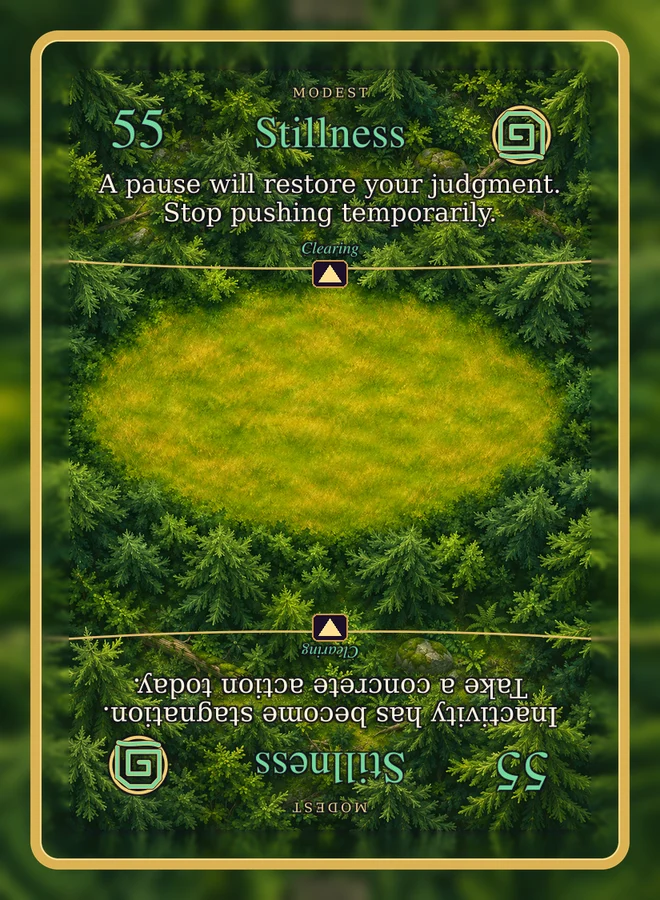 MODEST
55 Stillness
A pause will restore your judgment.
Stop pushing temporarily.
Clearing
Clearing
Take a concrete action today.
Inactivity has become stagnation.
55 Stillness
MODEST